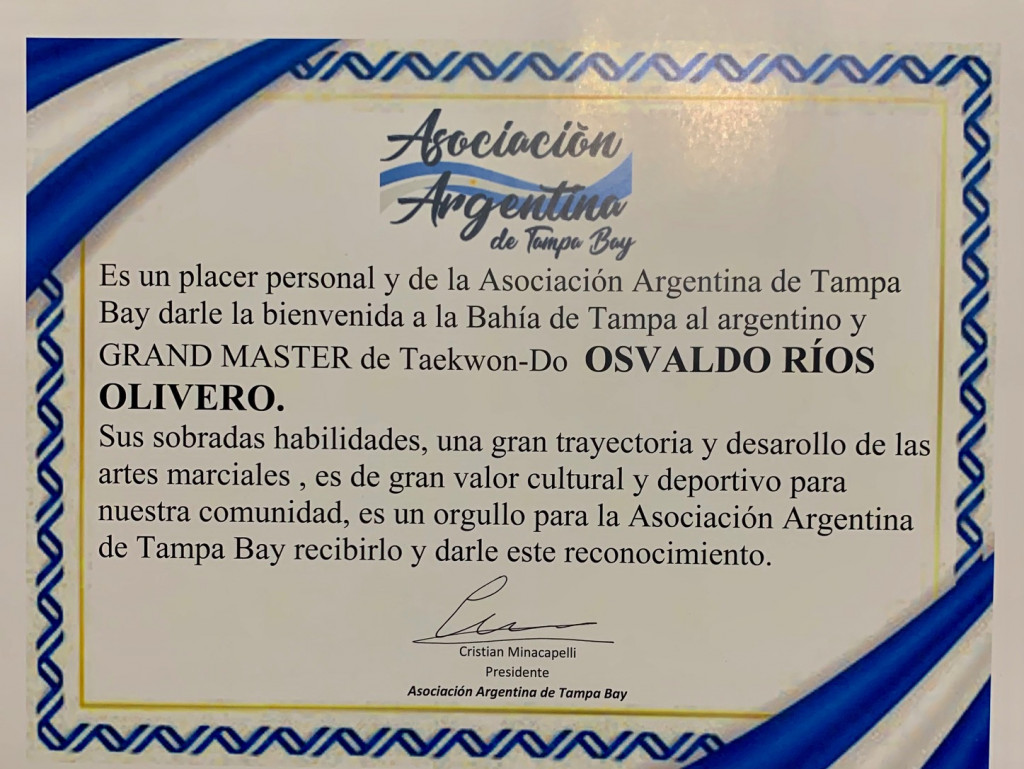 Asociaciòn
Argentina
de Tampa Bay
Es un placer personal y de la Asociación Argentina de Tampa
Bay darle la bienvenida a la Bahía de Tampa al argentino y
GRAND MASTER de Taekwon-Do OSVALDO RÍOS
OLIVERO.
Sus sobradas habilidades, una gran trayectoria y desarollo de las
artes marciales , es de gran valor cultural y deportivo para
nuestra comunidad, es un orgullo para la Asociación Argentina
de Tampa Bay recibirlo y darle este reconocimiento.
Cristian Minacapelli
Presidente
Asociación Argentina de Tampa Bay